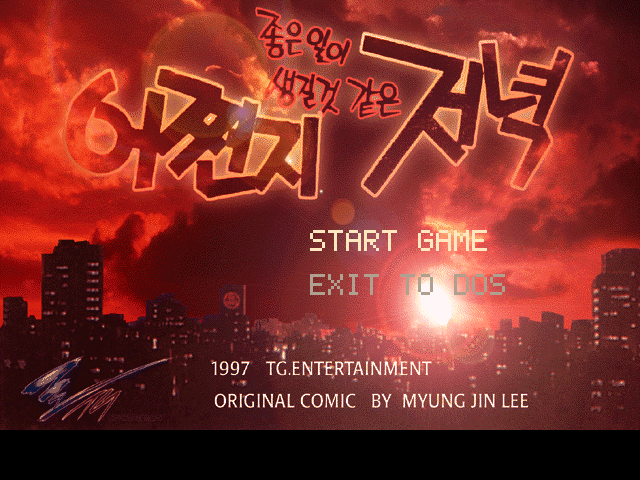 좋은 일이
생길것 같은
어쩐지 저녁
START GAME
EXIT TO DOS
1997 TG.ENTERTAINMENT
ORIGINAL COMIC BY MYUNG JIN LEE